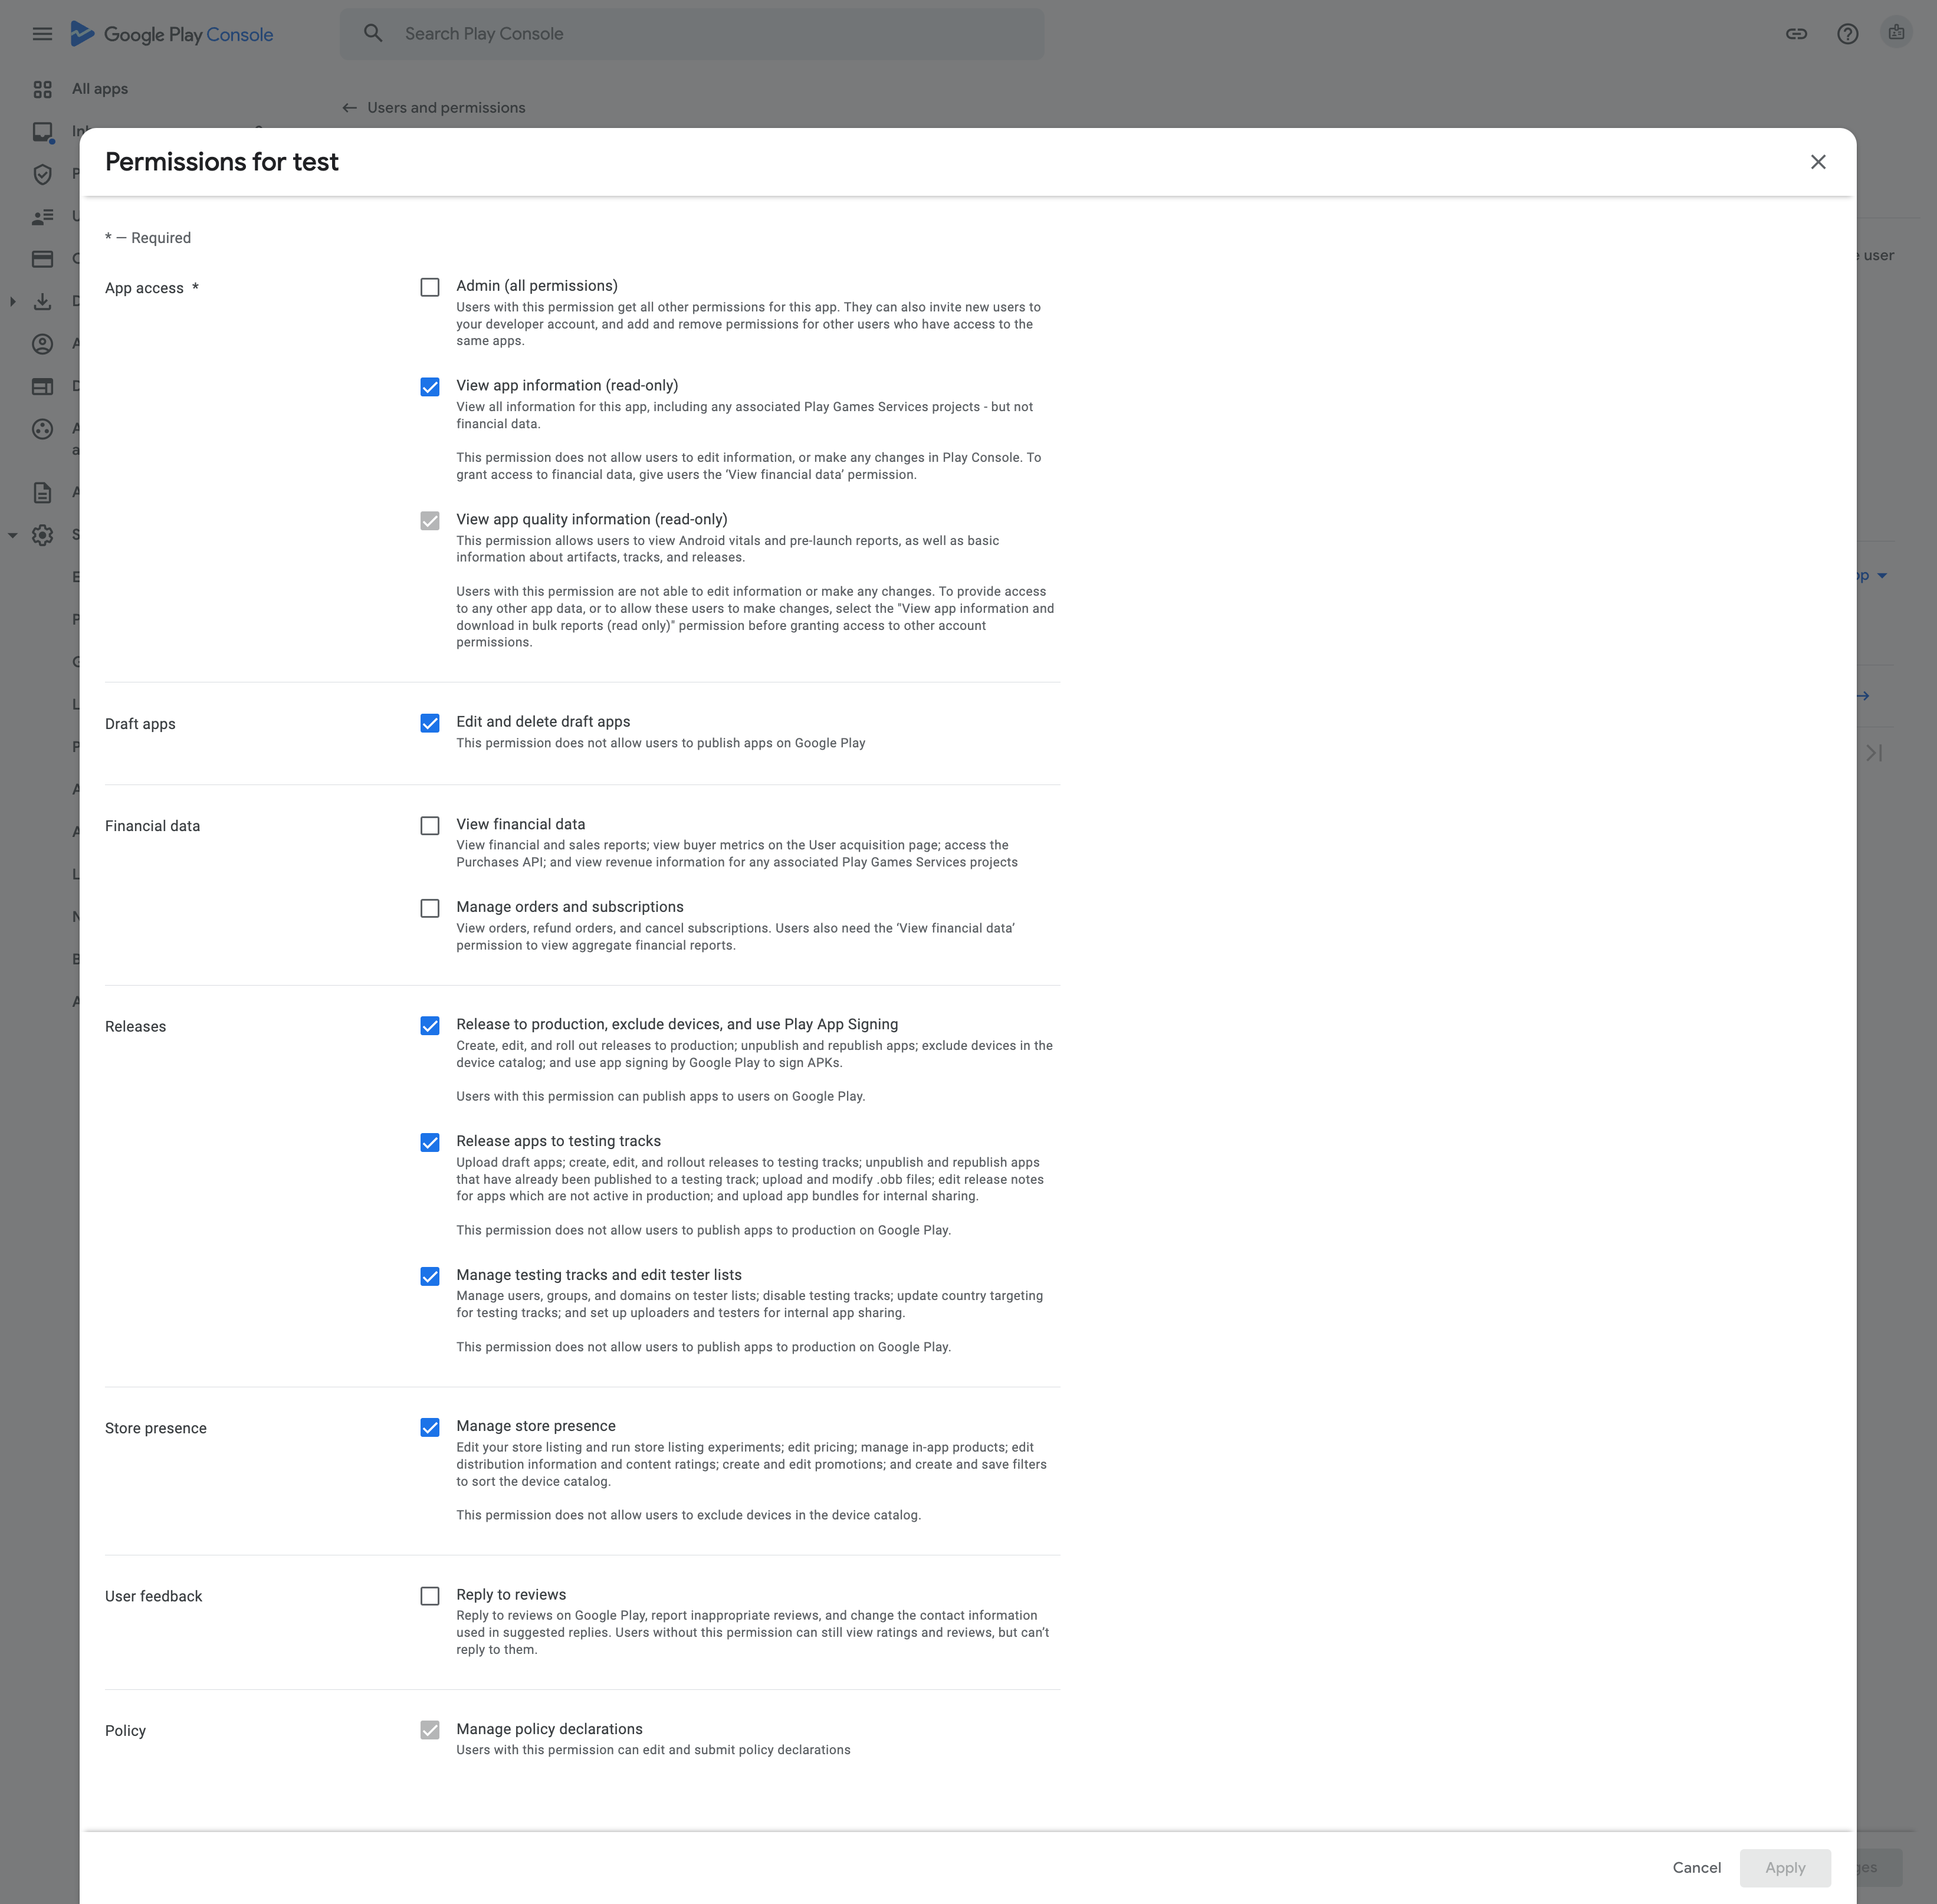 Google Play Console
Search Play Console
All apps
Users and permissions
Permissions for test
* — Required
App access *
Admin (all permissions)
Users with this permission get all other permissions for this app. They can also invite new users to
your developer account, and add and remove permissions for other users who have access to the
same apps.
View app information (read-only)
View all information for this app, including any associated Play Games Services projects - but not
financial data.
This permission does not allow users to edit information, or make any changes in Play Console. To
grant access to financial data, give users the ‘View financial data’ permission.
View app quality information (read-only)
This permission allows users to view Android vitals and pre-launch reports, as well as basic
information about artifacts, tracks, and releases.
Users with this permission are not able to edit information or make any changes. To provide access
to any other app data, or to allow these users to make changes, select the "View app information and
download in bulk reports (read only)" permission before granting access to other account
permissions.
Draft apps
Edit and delete draft apps
This permission does not allow users to publish apps on Google Play
Financial data
View financial data
View financial and sales reports; view buyer metrics on the User acquisition page; access the
Purchases API; and view revenue information for any associated Play Games Services projects
Manage orders and subscriptions
View orders, refund orders, and cancel subscriptions. Users also need the ‘View financial data’
permission to view aggregate financial reports.
Releases
Release to production, exclude devices, and use Play App Signing
Create, edit, and roll out releases to production; unpublish and republish apps; exclude devices in the
device catalog; and use app signing by Google Play to sign APKs.
Users with this permission can publish apps to users on Google Play.
Release apps to testing tracks
Upload draft apps; create, edit, and rollout releases to testing tracks; unpublish and republish apps
that have already been published to a testing track; upload and modify .obb files; edit release notes
for apps which are not active in production; and upload app bundles for internal sharing.
This permission does not allow users to publish apps to production on Google Play.
Manage testing tracks and edit tester lists
Manage users, groups, and domains on tester lists; disable testing tracks; update country targeting
for testing tracks; and set up uploaders and testers for internal app sharing.
This permission does not allow users to publish apps to production on Google Play.
Store presence
Manage store presence
Edit your store listing and run store listing experiments; edit pricing; manage in-app products; edit
distribution information and content ratings; create and edit promotions; and create and save filters
to sort the device catalog.
This permission does not allow users to exclude devices in the device catalog.
User feedback
Reply to reviews
Reply to reviews on Google Play, report inappropriate reviews, and change the contact information
used in suggested replies. Users without this permission can still view ratings and reviews, but can’t
reply to them.
Policy
Manage policy declarations
Users with this permission can edit and submit policy declarations
Cancel
Apply
user